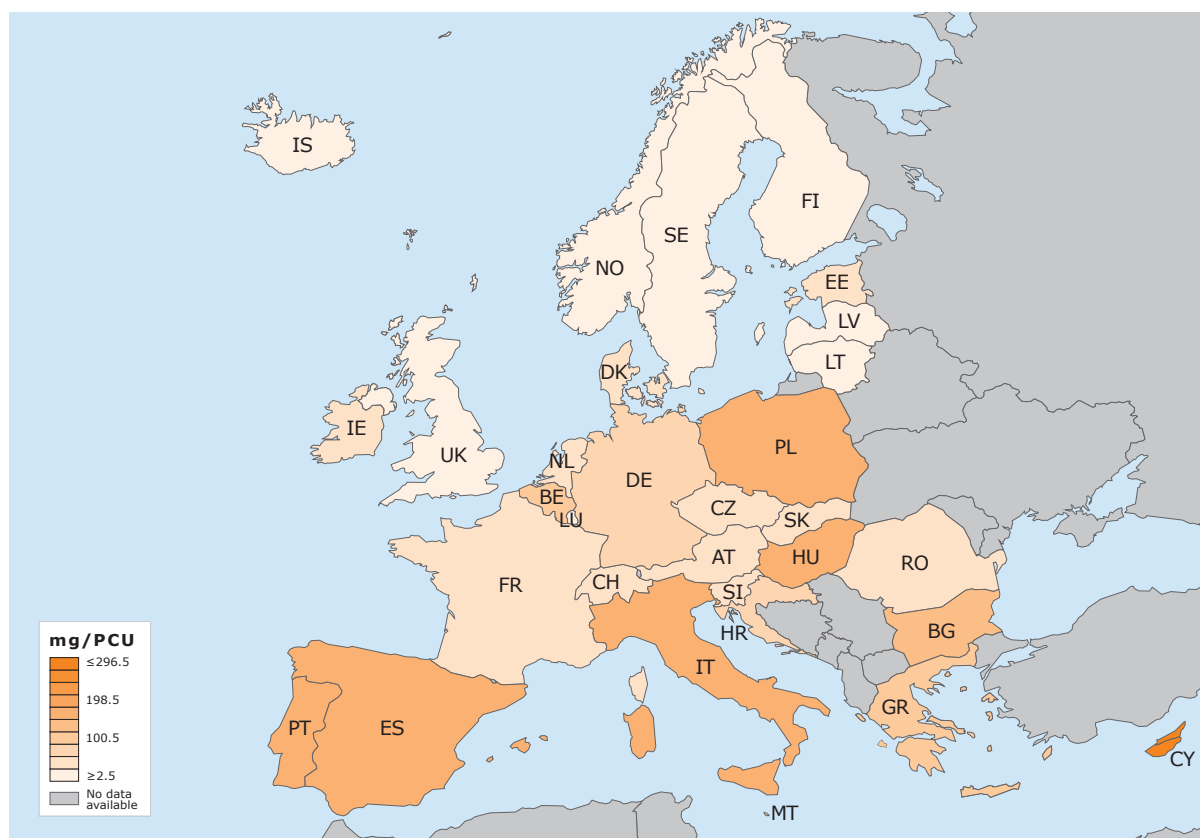 IS
FI
SE
NO
EE
LV
LT
DK
IE
UK
NL
PL
DE
BE
LU
CZ
SK
AT
HU
RO
FR
CH
SI
HR
BG
IT
GR
PT
ES
CY
MT
mg/PCU
≤296.5
198.5
100.5
≥2.5
No data
available